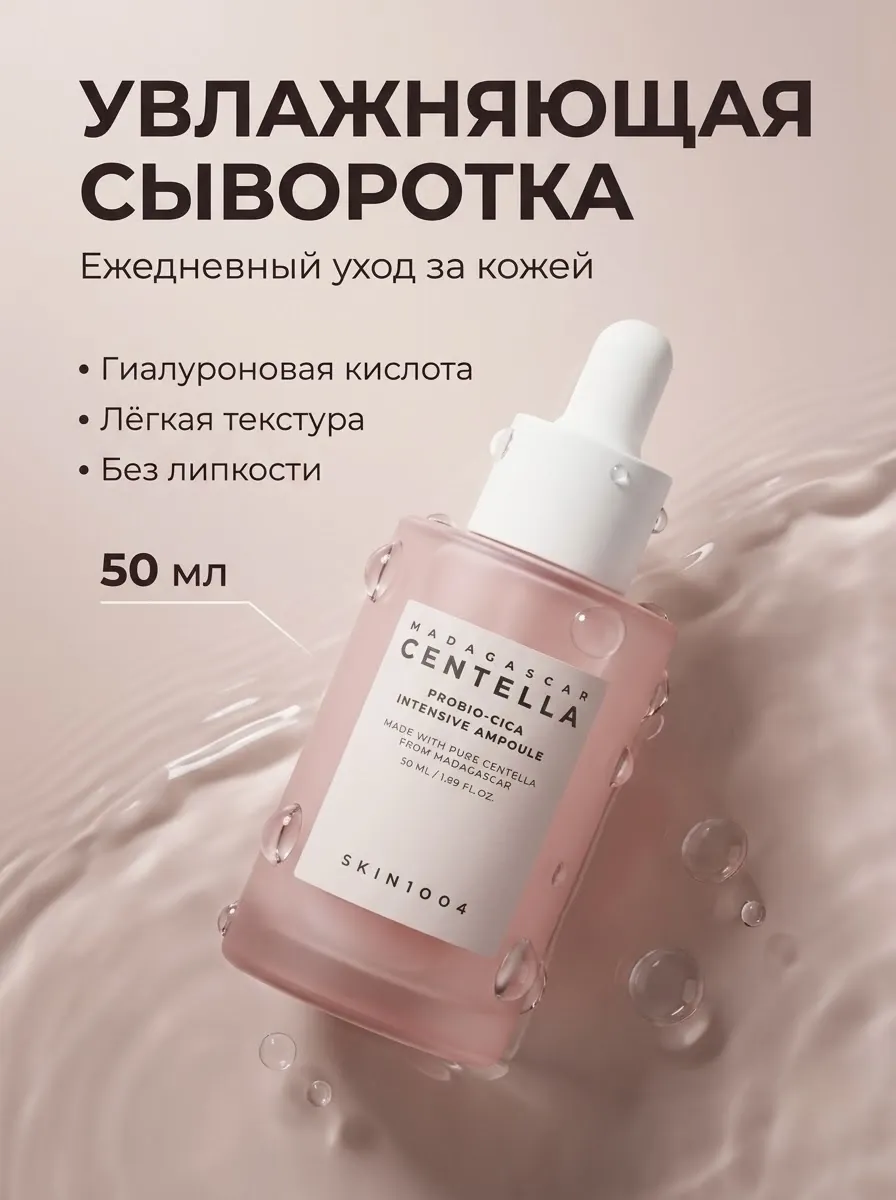 УВЛАЖНЯЮЩАЯ
СЫВОРОТКА
Ежедневный уход за кожей
• Гиалуроновая кислота
• Лёгкая текстура
• Без липкости
50 мл
MADAGASCAR
CENTELLA
PROBIO-CICA
INTENSIVE AMPOULE
MADE WITH PURE CENTELLA
FROM MADAGASCAR
50 ML / 1.69 FL.OZ.
SKIN1004